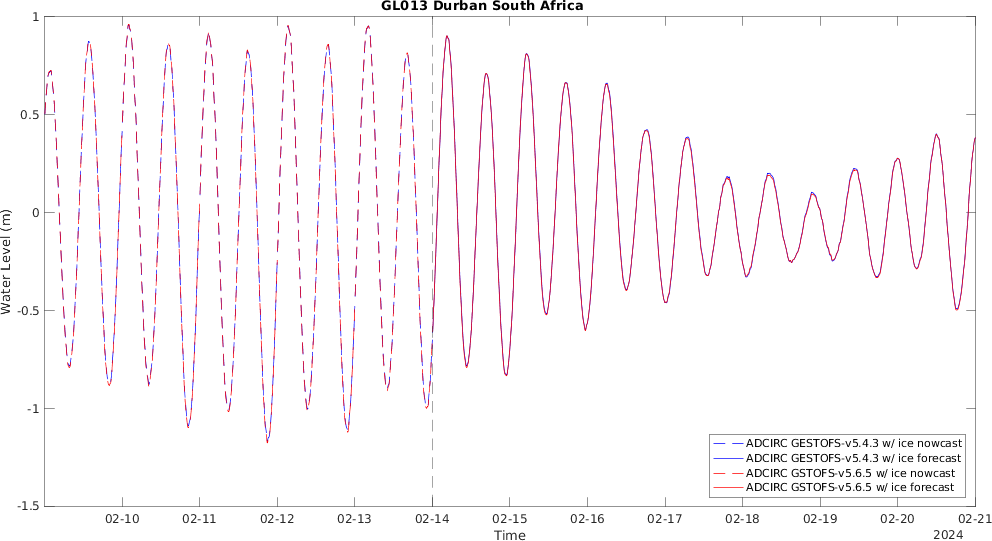 GL013 Durban South Africa
Water Level (m)
1
0.5
0
-0.5
-1
-1.5
02-10 02-11 02-12 02-13 02-14 02-15 02-16 02-17 02-18 02-19 02-20 02-21
Time
2024
ADCIRC GESTOFS-v5.4.3 w/ ice nowcast
ADCIRC GESTOFS-v5.4.3 w/ ice forecast
ADCIRC GSTOFS-v5.6.5 w/ ice nowcast
ADCIRC GSTOFS-v5.6.5 w/ ice forecast